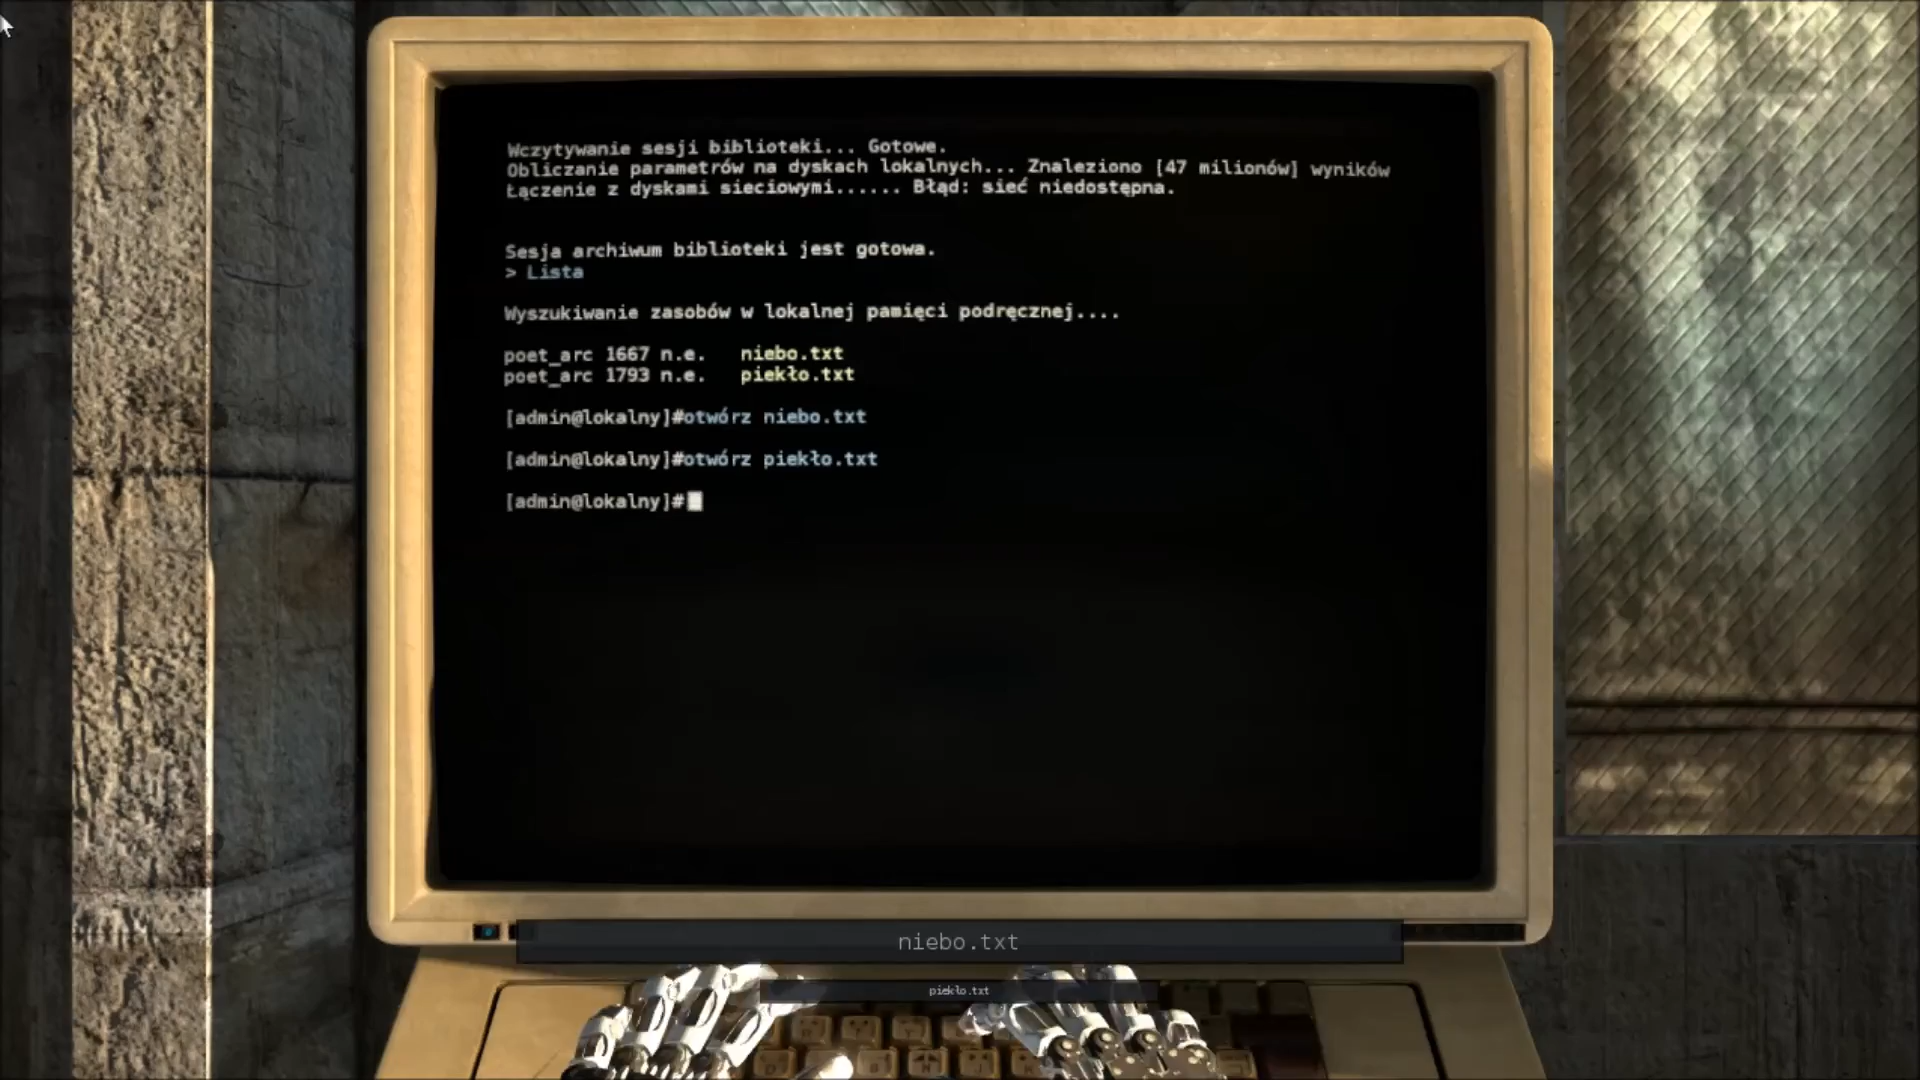 Wczytywanie sesji biblioteki... Gotowe.
Obliczanie parametrów na dyskach lokalnych... Znaleziono [47 milionów] wyników
Łączenie z dyskami sieciowymi...... Błąd: sieć niedostępna.
Sesja archiwum biblioteki jest gotowa.
> Lista
Wyszukiwanie zasobów w lokalnej pamięci podręcznej....
poet_arc 1667 n.e. niebo.txt
poet_arc 1793 n.e. piekło.txt
[admin@lokalny]#otwórz niebo.txt
[admin@lokalny]#otwórz piekło.txt
[admin@lokalny]#
niebo.txt
piekło.txt